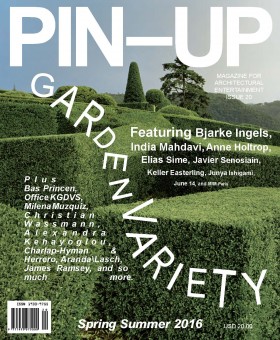 PIN–UP
MAGAZINE FOR
ARCHITECTURAL
ENTERTAINMENT
ISSUE 20
GARDEN VARIETY
Featuring Bjarke Ingels,
India Mahdavi, Anne Holtrop,
Elias Sime, Javier Senosiain,
Keller Easterling, Junya Ishigami,
June 14,
Plus
Bas Princen,
Office KGDVS,
Milena Muzquiz,
Christian
Wassmann,
Alexandra
Kehayoglou,
Charlap-Hyman &
Herrero, Aranda\Lasch,
James Ramsey, and so
much more.
Spring Summer 2016
USD 20.00